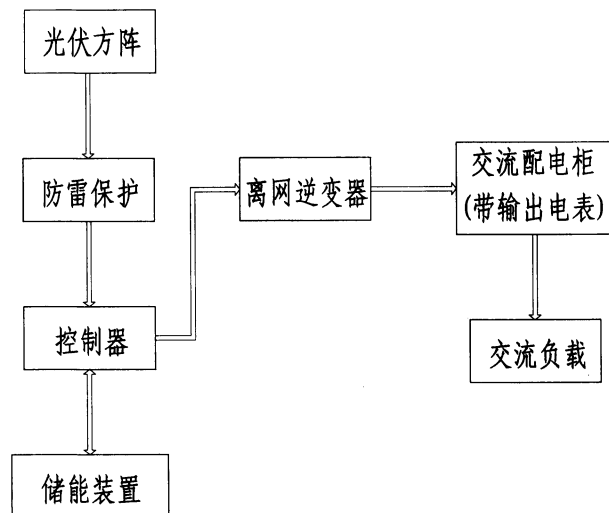 光伏方阵
防雷保护
控制器
储能装置
离网逆变器
交流配电柜
(带输出电表)
交流负载